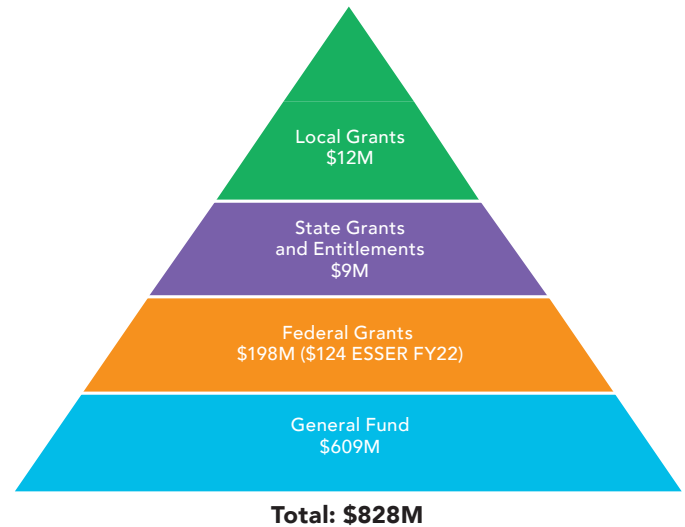 Local Grants
$12M
State Grants
and Entitlements
$9M
Federal Grants
$198M ($124 ESSER FY22)
General Fund
$609M
Total: $828M